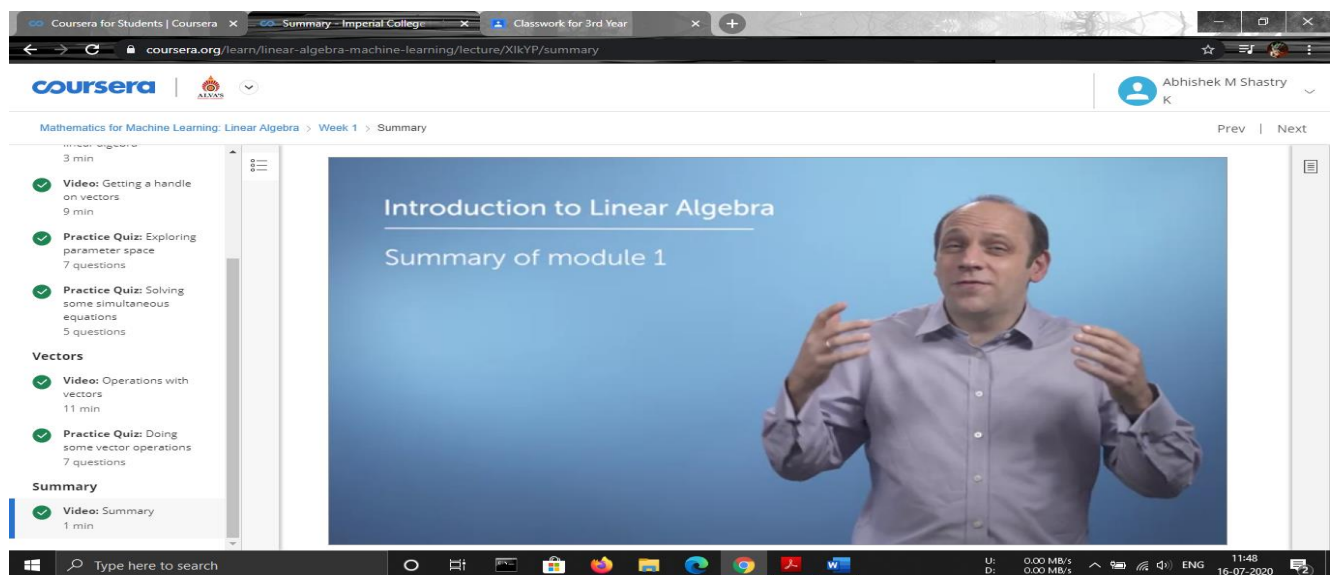 Coursera for Students | Coursera
Summary - Imperial College
Classwork for 3rd Year
coursera.org/learn/linear-algebra-machine-learning/lecture/XlkYP/summary
coursera
ALVA'S
Abhishek M Shastry
K
Mathematics for Machine Learning: Linear Algebra > Week 1 > Summary
Prev | Next
linear algebra
3 min
Video: Getting a handle
on vectors
9 min
Practice Quiz: Exploring
parameter space
7 questions
Practice Quiz: Solving
some simultaneous
equations
5 questions
Vectors
Video: Operations with
vectors
11 min
Practice Quiz: Doing
some vector operations
7 questions
Summary
Video: Summary
1 min
Introduction to Linear Algebra
Summary of module 1
Type here to search
W
U: 0.00 MB/s
D: 0.00 MB/s
ENG
11:48
16-07-2020
2